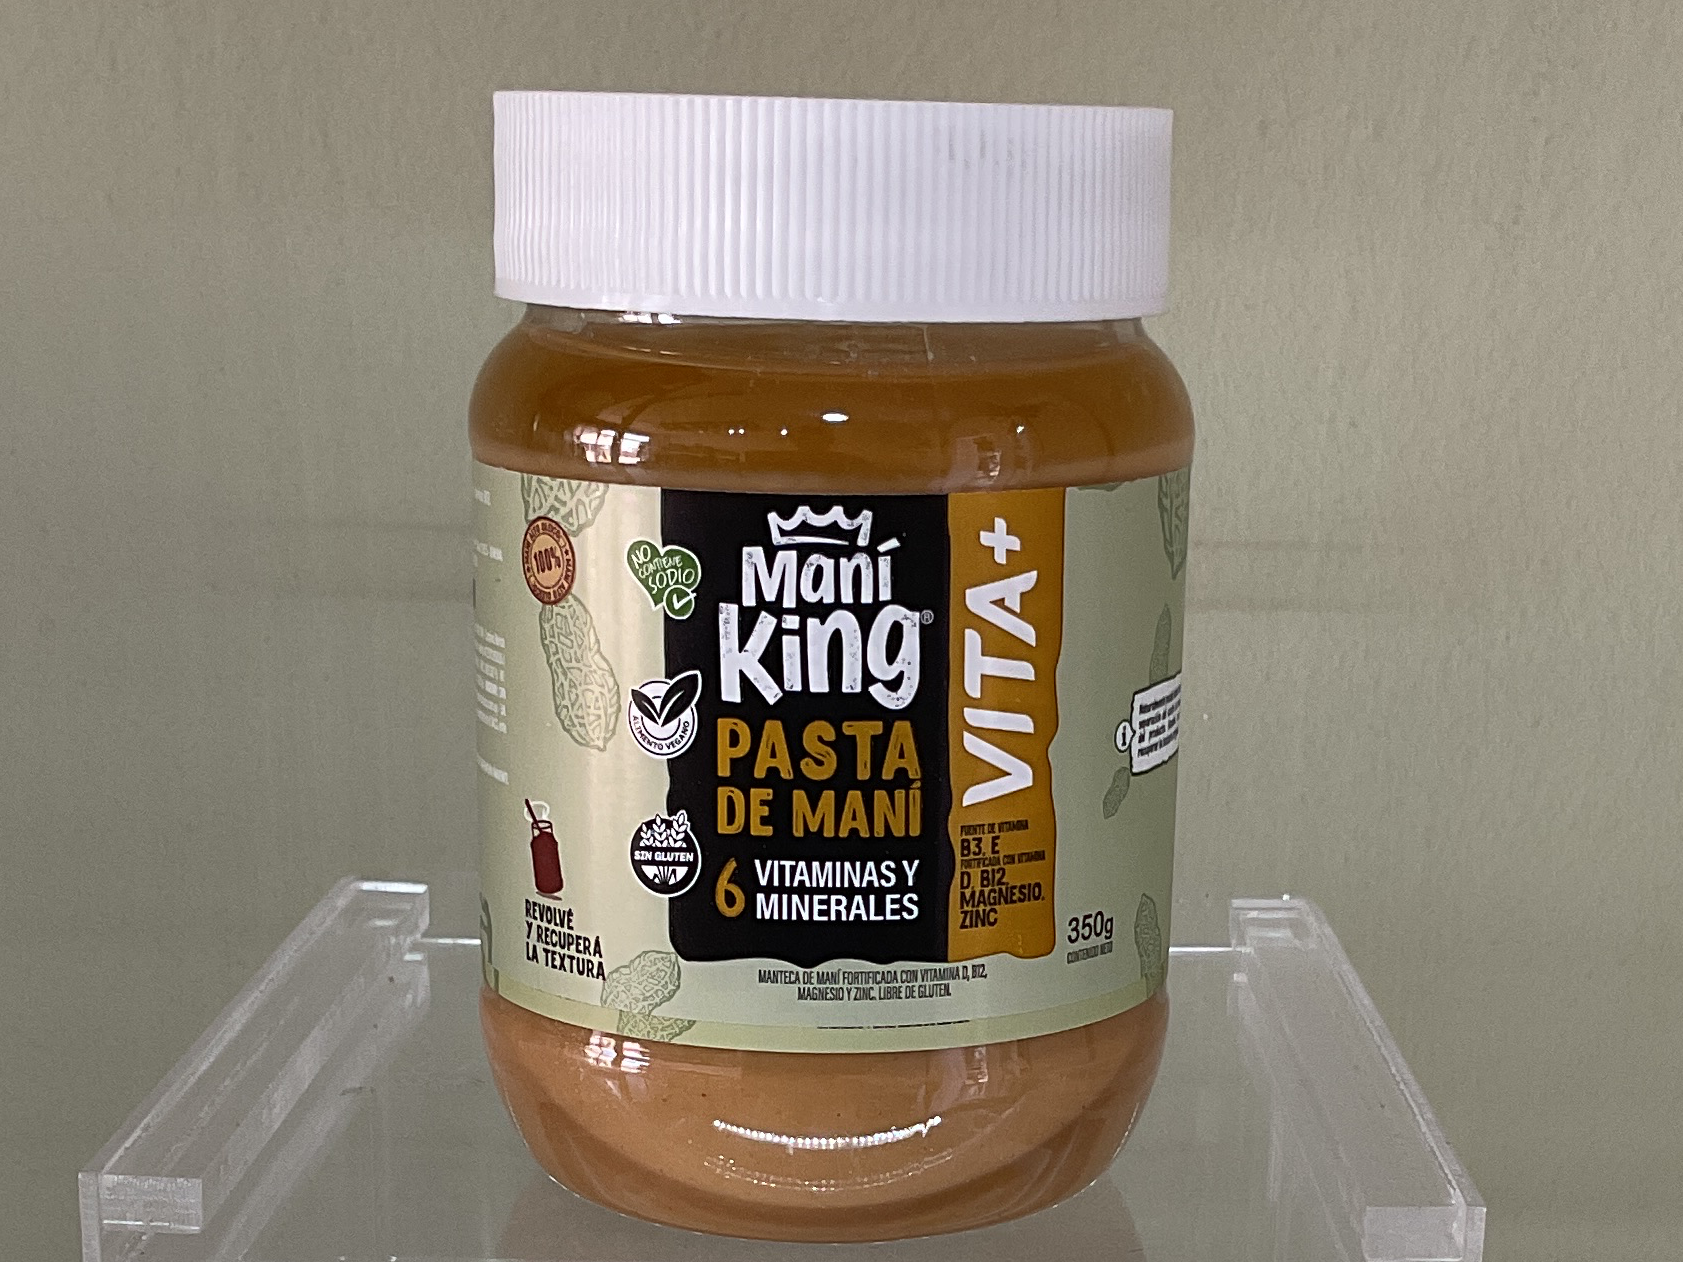 100%
NO
CONTIENE
SODIO
Maní
King®
VITA+
PASTA
DE MANÍ
6 VITAMINAS Y
MINERALES
ALIMENTO VEGANO
SIN GLUTEN
FUENTE DE VITAMINA
B3, E
FORTIFICADA CON VITAMINA
D, B12,
MAGNESIO,
ZINC
REVOLVÉ
Y RECUPERÁ
LA TEXTURA
350g
CONTENIDO NETO
MANTECA DE MANÍ FORTIFICADA CON VITAMINA D, B12,
MAGNESIO Y ZINC. LIBRE DE GLUTEN.